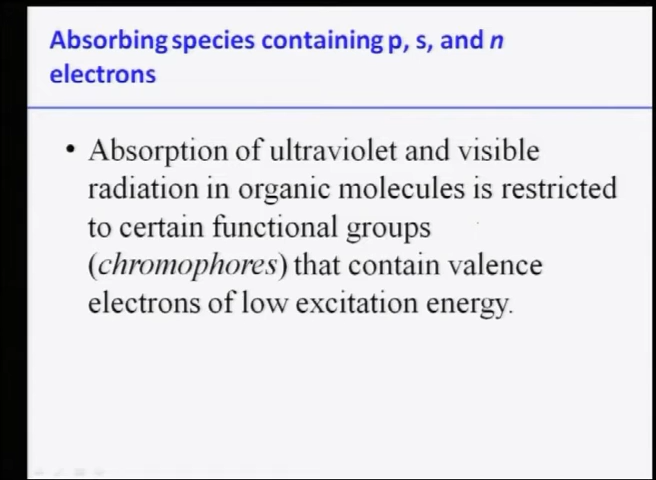 Absorbing species containing p, s, and n
electrons
• Absorption of ultraviolet and visible
radiation in organic molecules is restricted
to certain functional groups
(chromophores) that contain valence
electrons of low excitation energy.